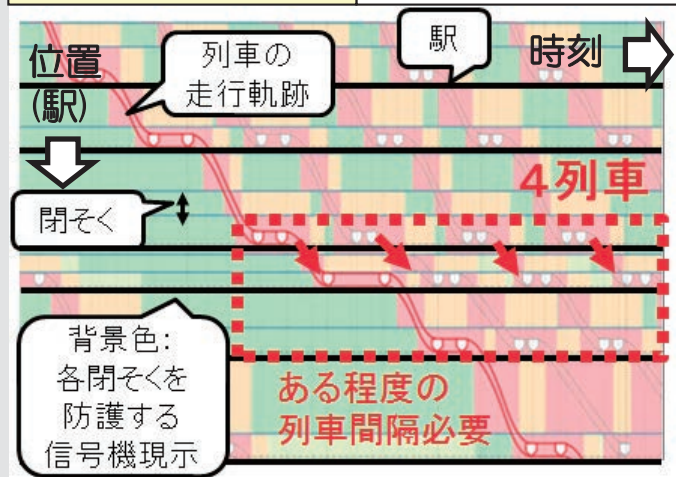 位置
(駅)
列車の
走行軌跡
駅
時刻
閉そく
4列車
背景色:
各閉そくを
防護する
信号機現示
ある程度の
列車間隔必要